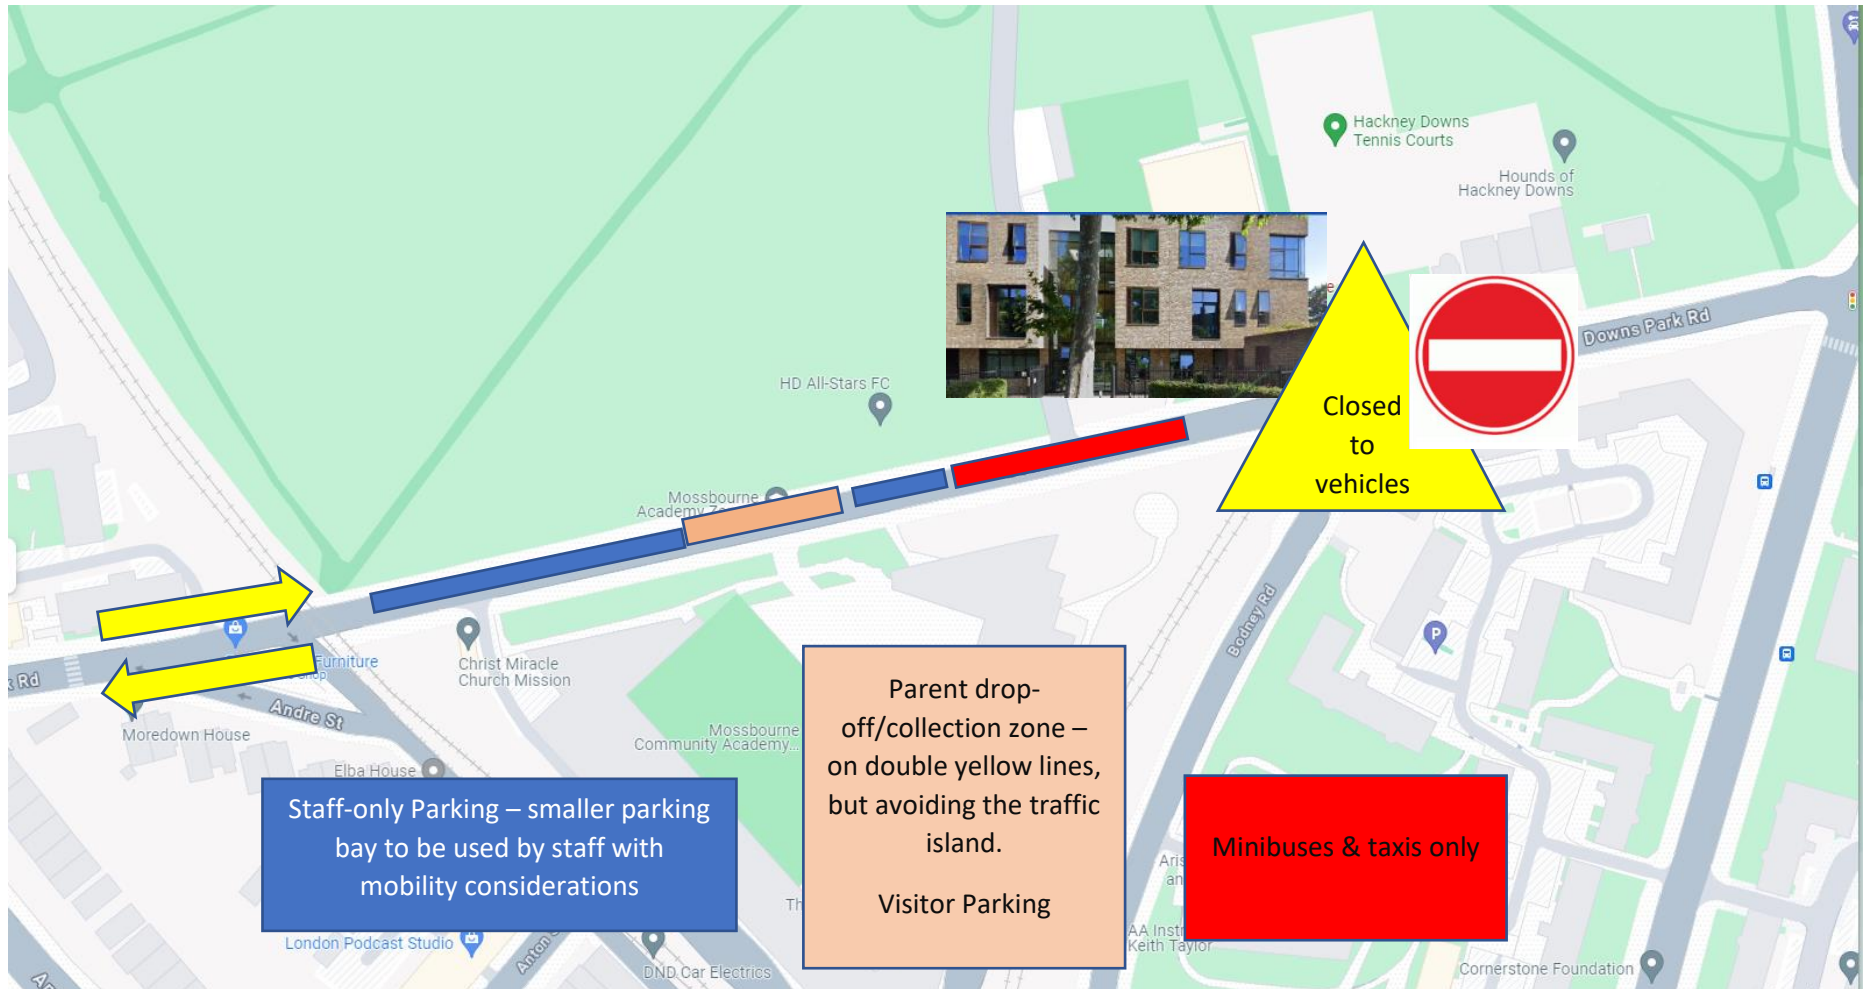 Hackney Downs
Tennis Courts
Hounds of
Hackney Downs
Downs Park Rd
HD All-Stars FC
Closed
to
vehicles
Mossbourne
Academy
Bodney Rd
P
Rd
Furniture
Andre St
Moredown House
Christ Miracle
Church Mission
Mossbourne
Community Academy...
Elba House
Staff-only Parking – smaller parking
bay to be used by staff with
mobility considerations
Parent drop-
off/collection zone –
on double yellow lines,
but avoiding the traffic
island.
Visitor Parking
Minibuses & taxis only
London Podcast Studio
Anton
DND Car Electrics
Keith Taylor
Cornerstone Foundation